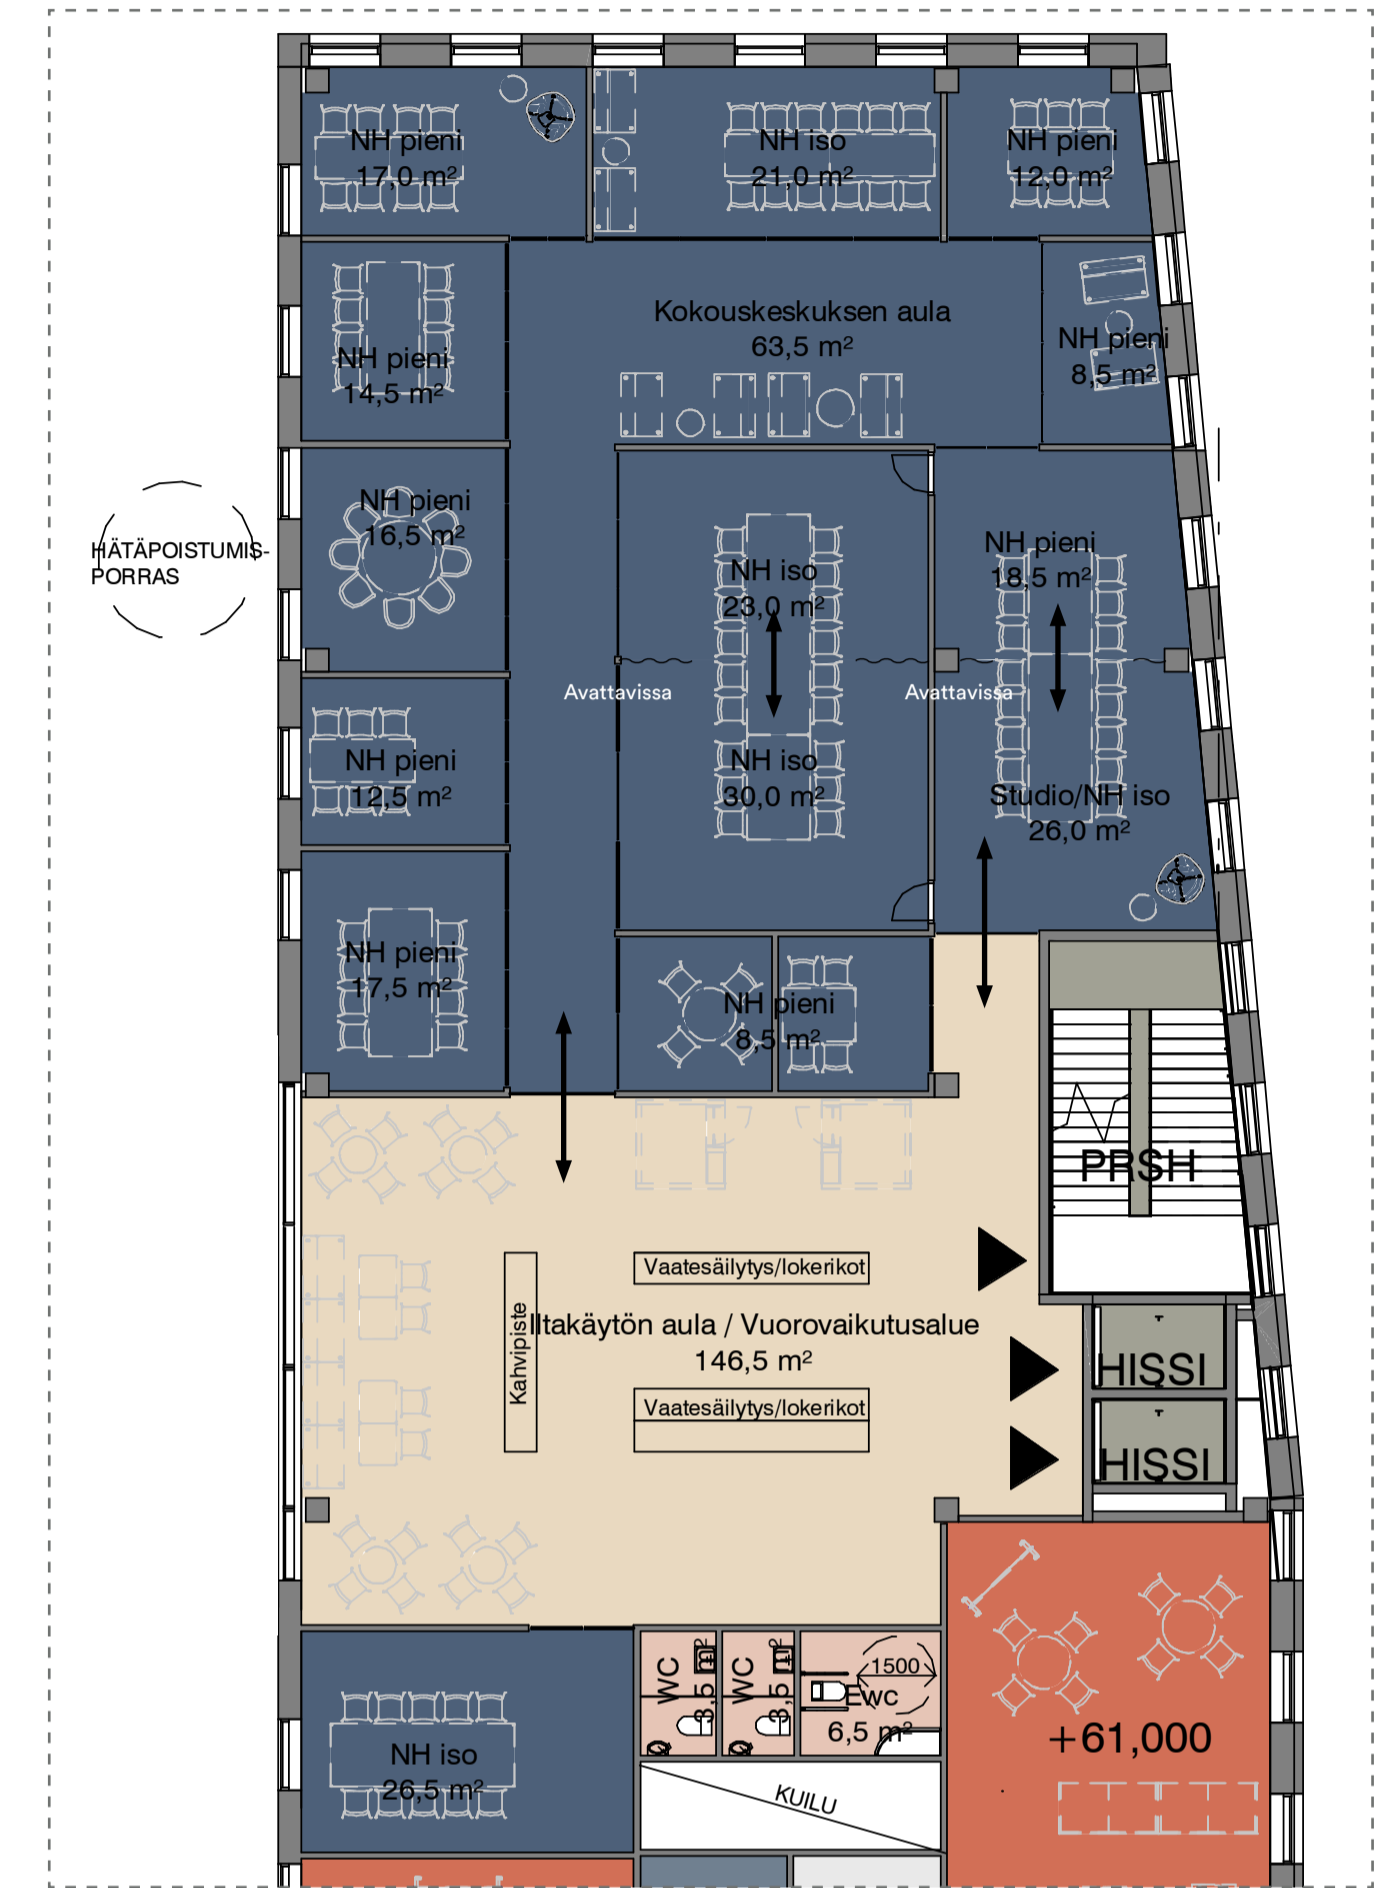 NH pieni
17,0 m²
NH iso
21,0 m²
NH pieni
12,0 m²
Kokouskeskuksen aula
63,5 m²
NH pieni
8,5 m²
NH pieni
14,5 m²
NH pieni
16,5 m²
HÄTÄPOISTUMIS-
PORRAS
NH iso
23,0 m²
NH pieni
18,5 m²
Avattavissa
Avattavissa
NH pieni
12,5 m²
NH iso
30,0 m²
Studio/NH iso
26,0 m²
NH pieni
17,5 m²
NH pieni
8,5 m²
PRSH
Vaatesäilytys/lokerikot
Kahvipiste
Iltakäytön aula / Vuorovaikutusalue
146,5 m²
HISSI
Vaatesäilytys/lokerikot
HISSI
WC
3,5 m²
WC
3,5 m²
1500
Ewc
6,5 m²
+61,000
NH iso
26,5 m²
KUILU